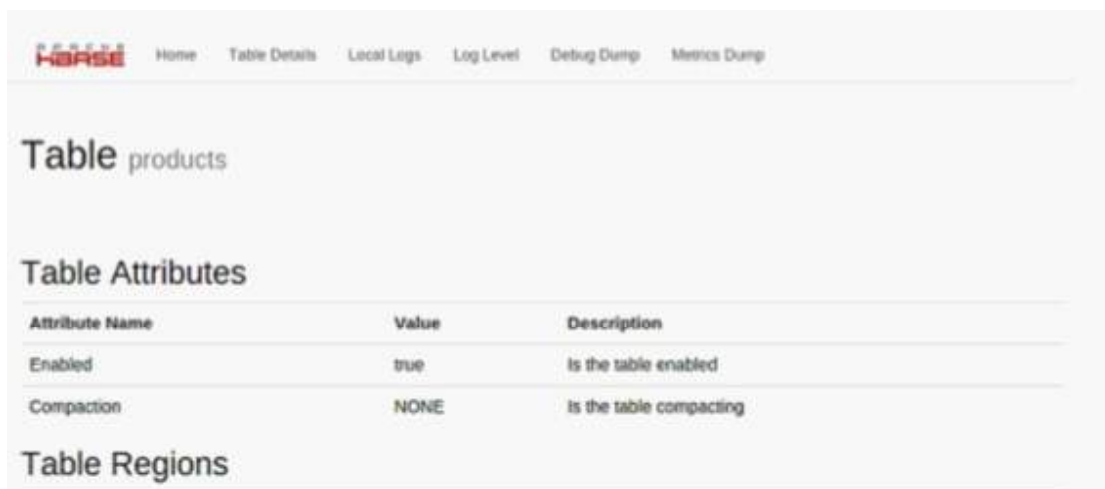 HBASE Home Table Details Local Logs Log Level Debug Dump Metrics Dump
Table products
Table Attributes
Attribute Name Value Description
Enabled true Is the table enabled
Compaction NONE Is the table compacting
Table Regions